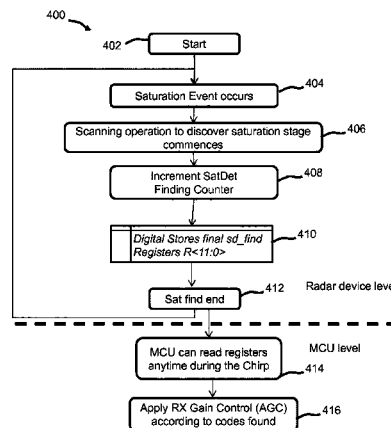 400
402
Start
404
Saturation Event occurs
Scanning operation to discover saturation stage
commences
406
Increment SatDet
Finding Counter
408
Digital Stores final sd_find
Registers R<11:0>
410
Sat find end
412
Radar device level
MCU level
MCU can read registers
anytime during the Chirp
414
Apply RX Gain Control (AGC)
according to codes found
416